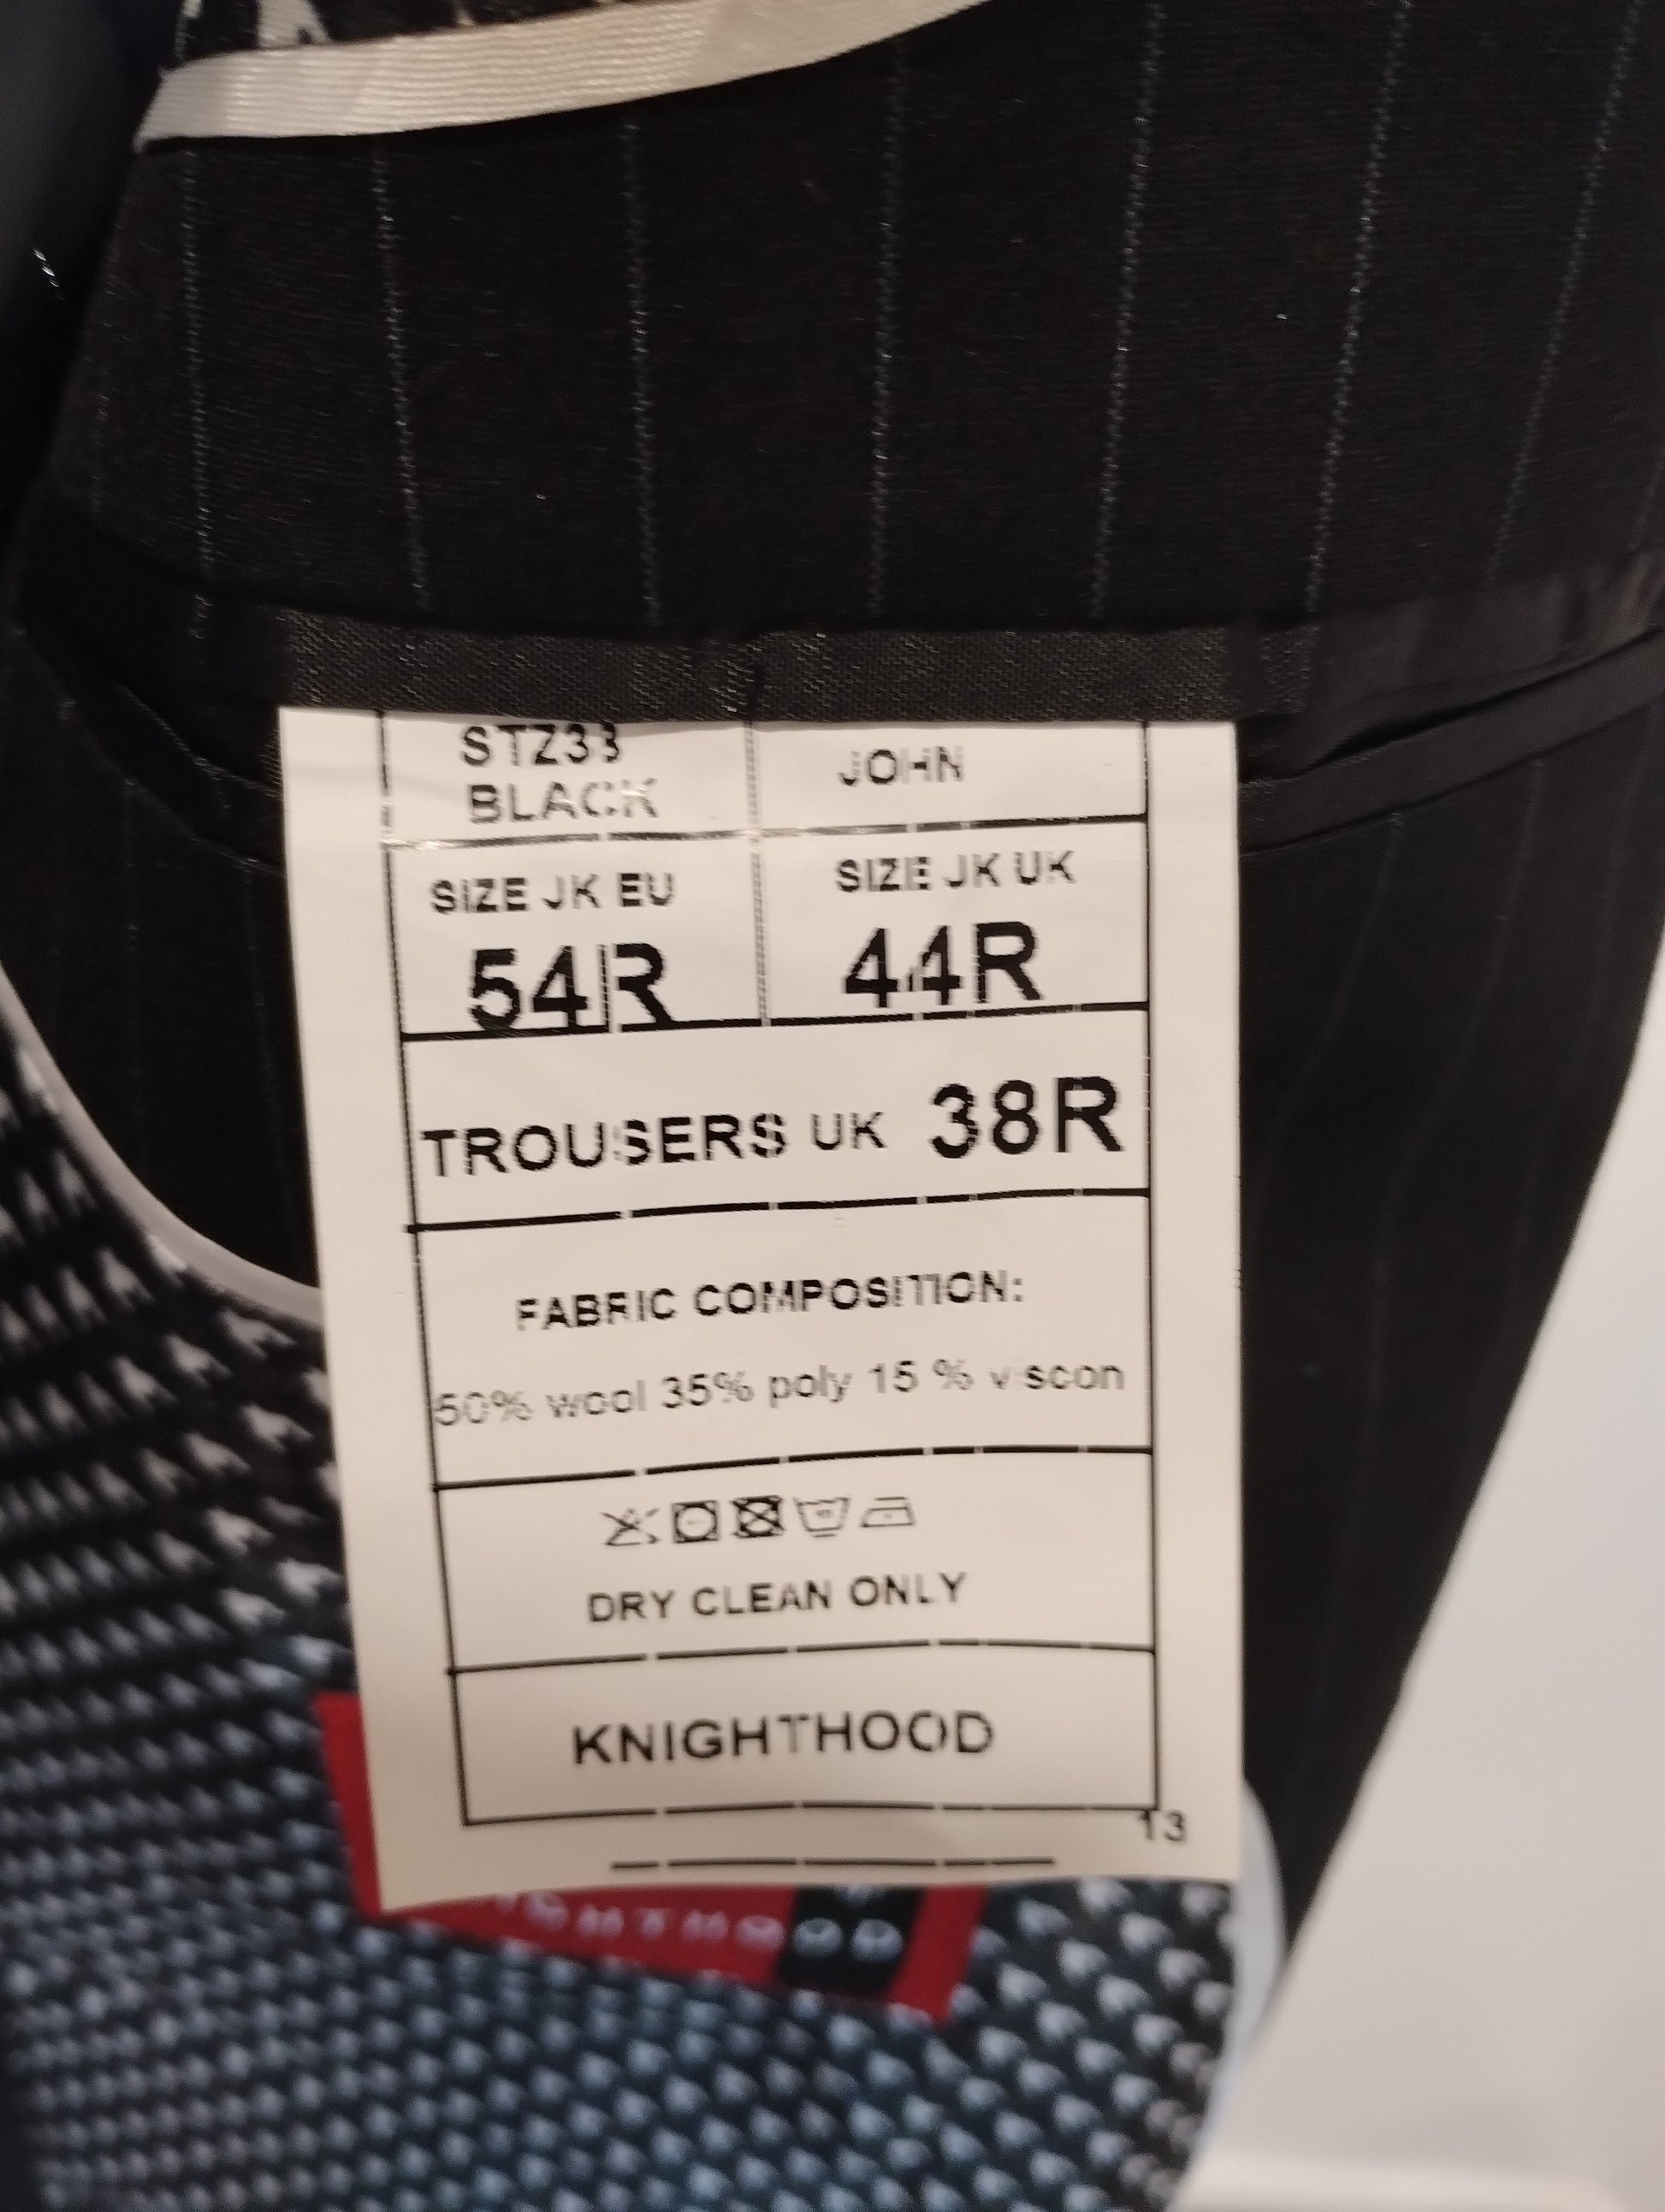 STZ33
BLACK
JOHN
SIZE JK EU
54R
SIZE JK UK
44R
TROUSERS UK 38R
FABRIC COMPOSITION:
50% wool 35% poly 15 % viscon
DRY CLEAN ONLY
KNIGHTHOOD
13